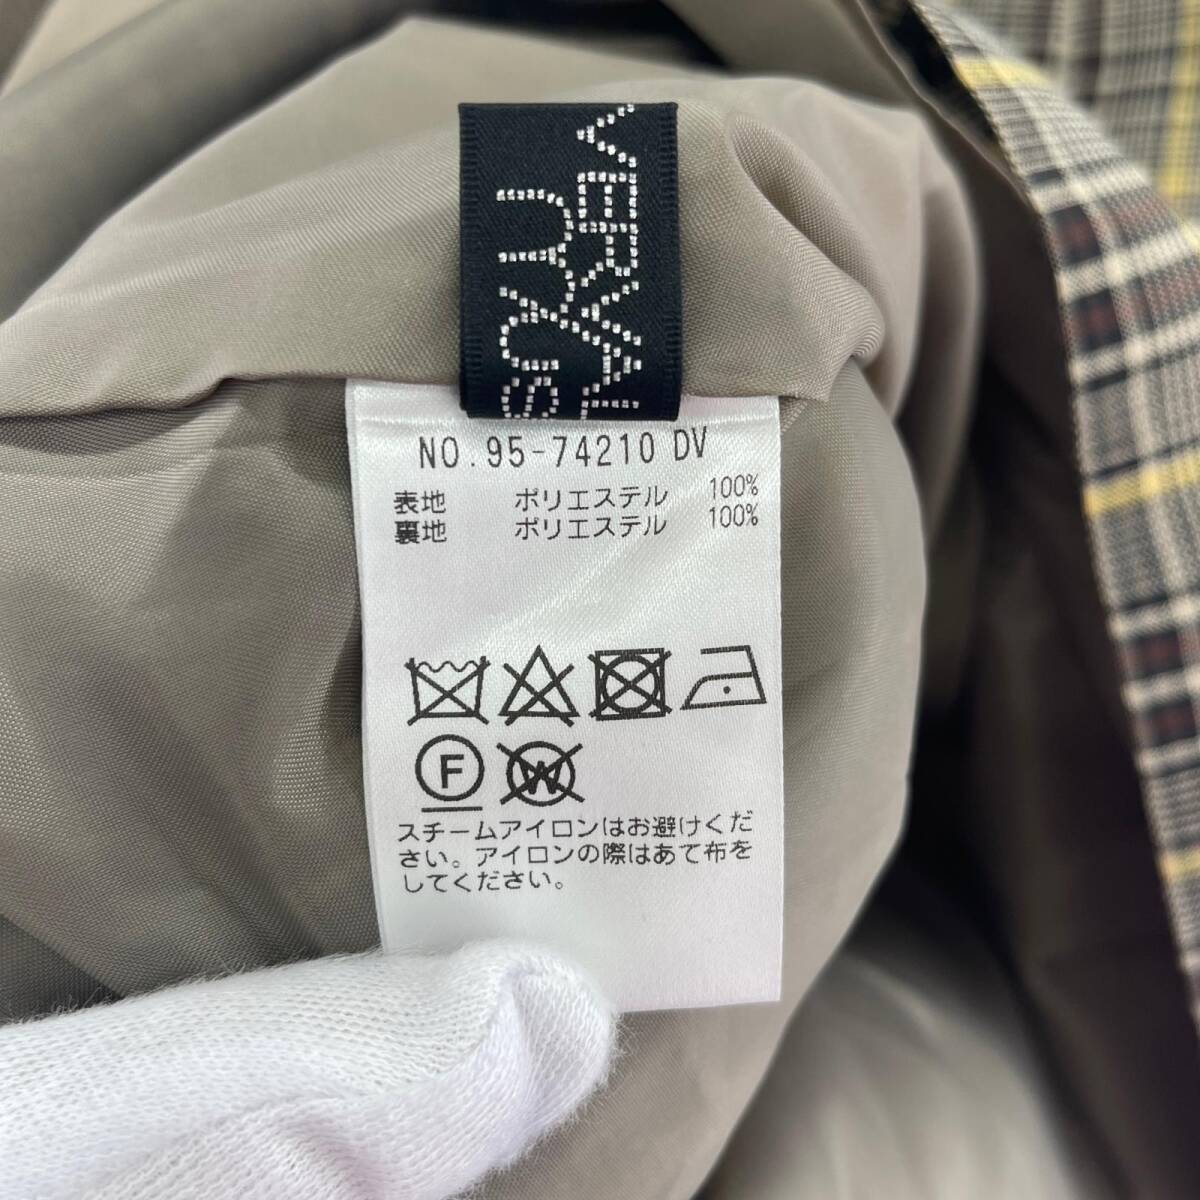 VERYAL
NO.95-74210 DV
表地 ポリエステル 100%
裏地 ポリエステル 100%
F
W
スチームアイロンはお避けくだ
さい。アイロンの際はあて布を
してください。